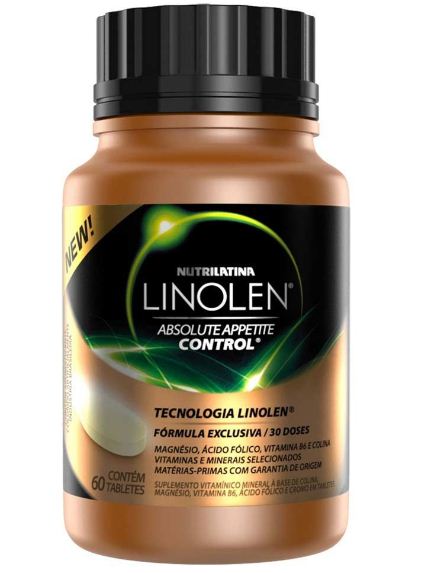 NEW!
NUTRILATINA
LINOLEN®
ABSOLUTE APPETITE
CONTROL®
TECNOLOGIA LINOLEN®
FÓRMULA EXCLUSIVA / 30 DOSES
MAGNÉSIO, ÁCIDO FÓLICO, VITAMINA B6 E COLINA
VITAMINAS E MINERAIS SELECIONADOS
MATÉRIAS-PRIMAS COM GARANTIA DE ORIGEM
SUPLEMENTO VITAMÍNICO MINERAL À BASE DE COLINA,
MAGNÉSIO, VITAMINA B6, ÁCIDO FÓLICO E CROMO EM TABLETES
CONTÉM
60 TABLETES